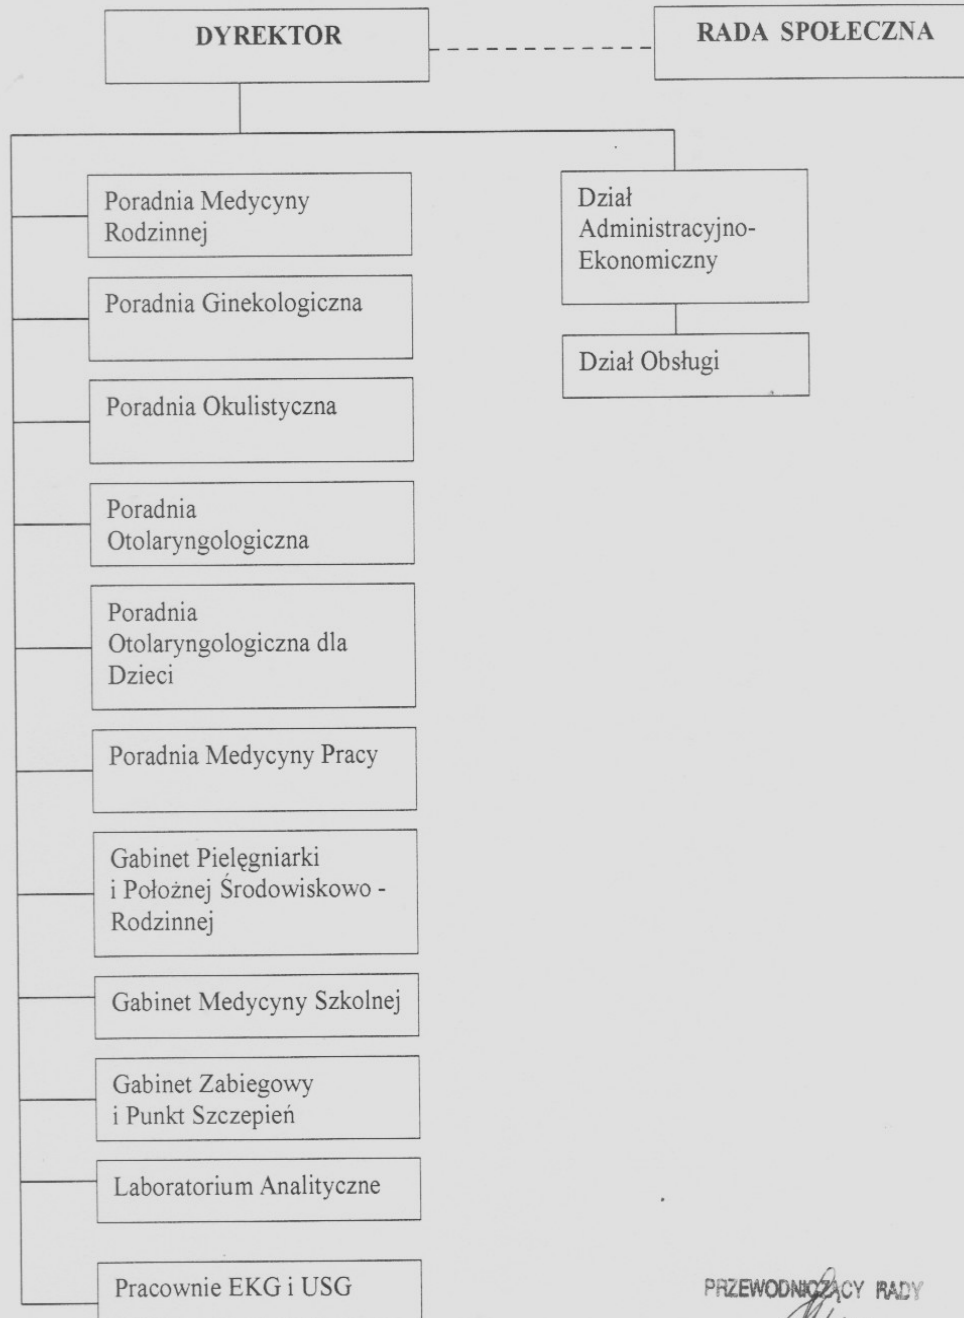 DYREKTOR
RADA SPOŁECZNA
Poradnia Medycyny
Rodzinnej
Poradnia Ginekologiczna
Poradnia Okulistyczna
Poradnia
Otolaryngologiczna
Poradnia
Otolaryngologiczna dla
Dzieci
Poradnia Medycyny Pracy
Gabinet Pielęgniarki
i Położnej Środowiskowo -
Rodzinnej
Gabinet Medycyny Szkolnej
Gabinet Zabiegowy
i Punkt Szczepień
Laboratorium Analityczne
Pracownie EKG i USG
Dział
Administracyjno-
Ekonomiczny
Dział Obsługi
PRZEWODNICZĄCY RADY